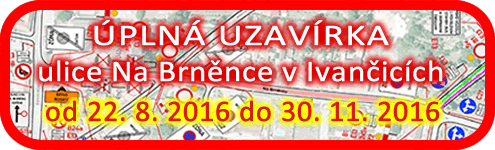 ÚPLNÁ UZAVÍRKA
ulice Na Brněnce v Ivančicích
od 22. 8. 2016 do 30. 11. 2016